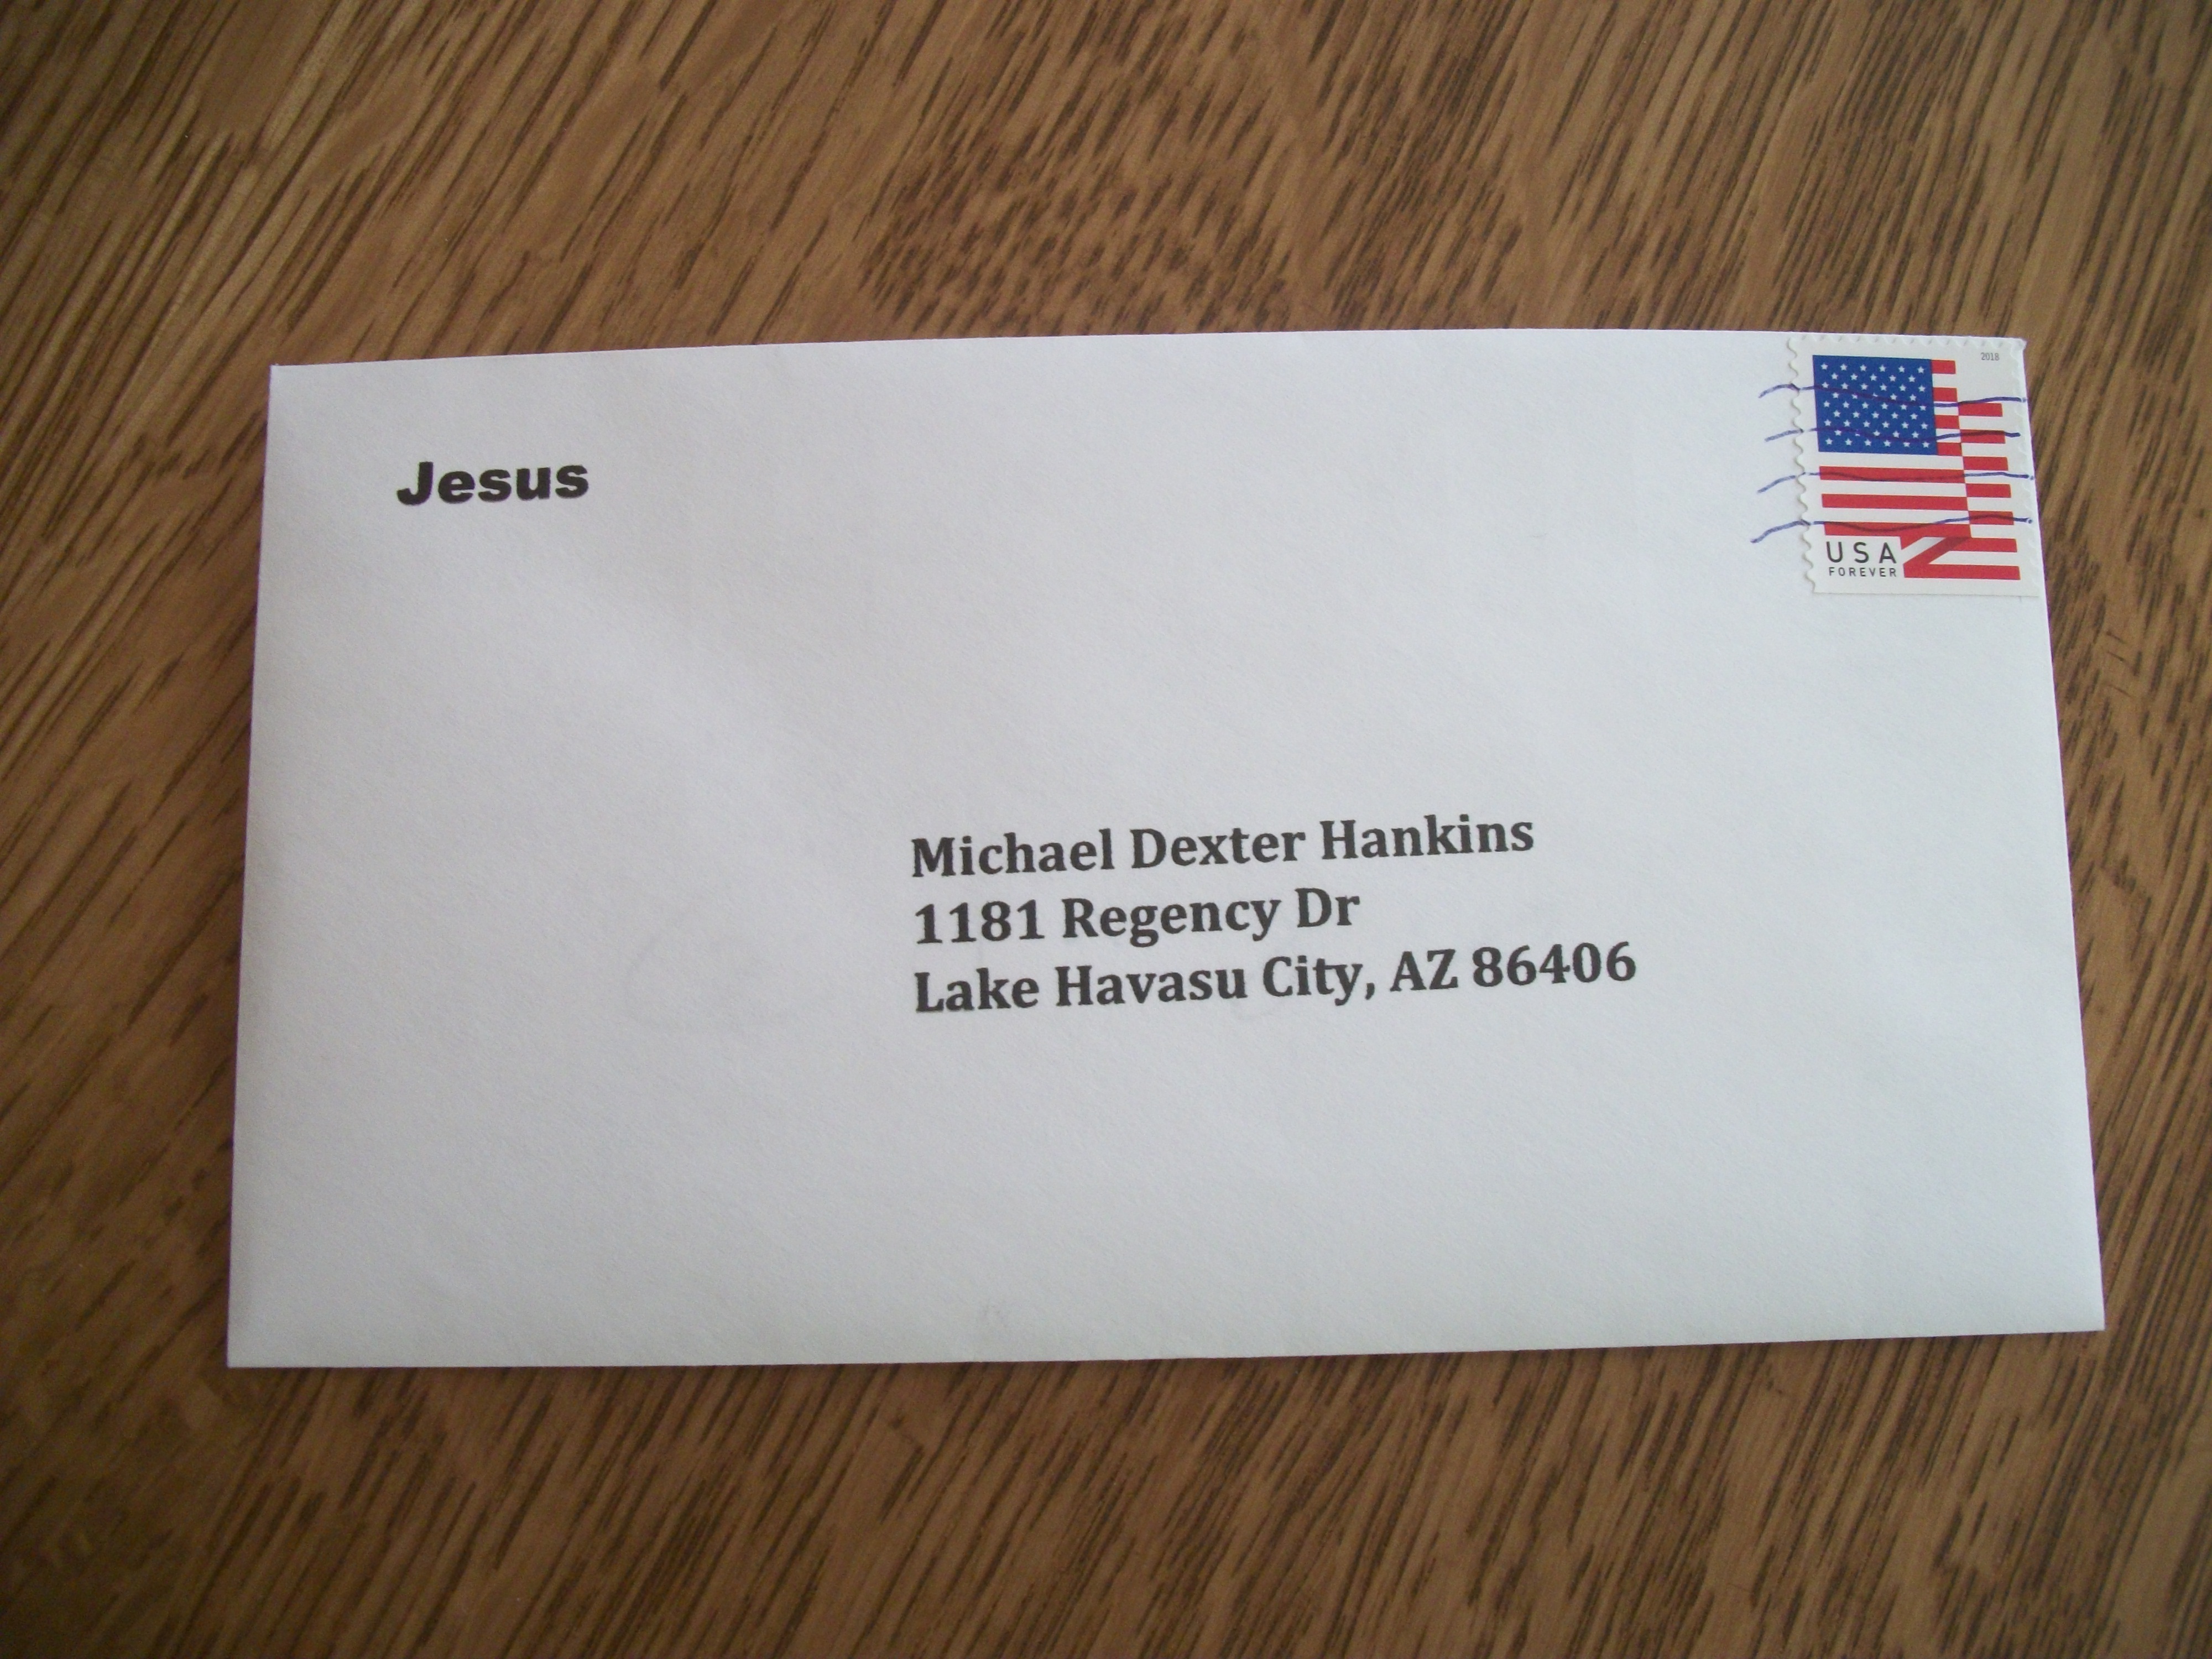 Jesus
2018
USA
FOREVER
Michael Dexter Hankins
1181 Regency Dr
Lake Havasu City, AZ 86406